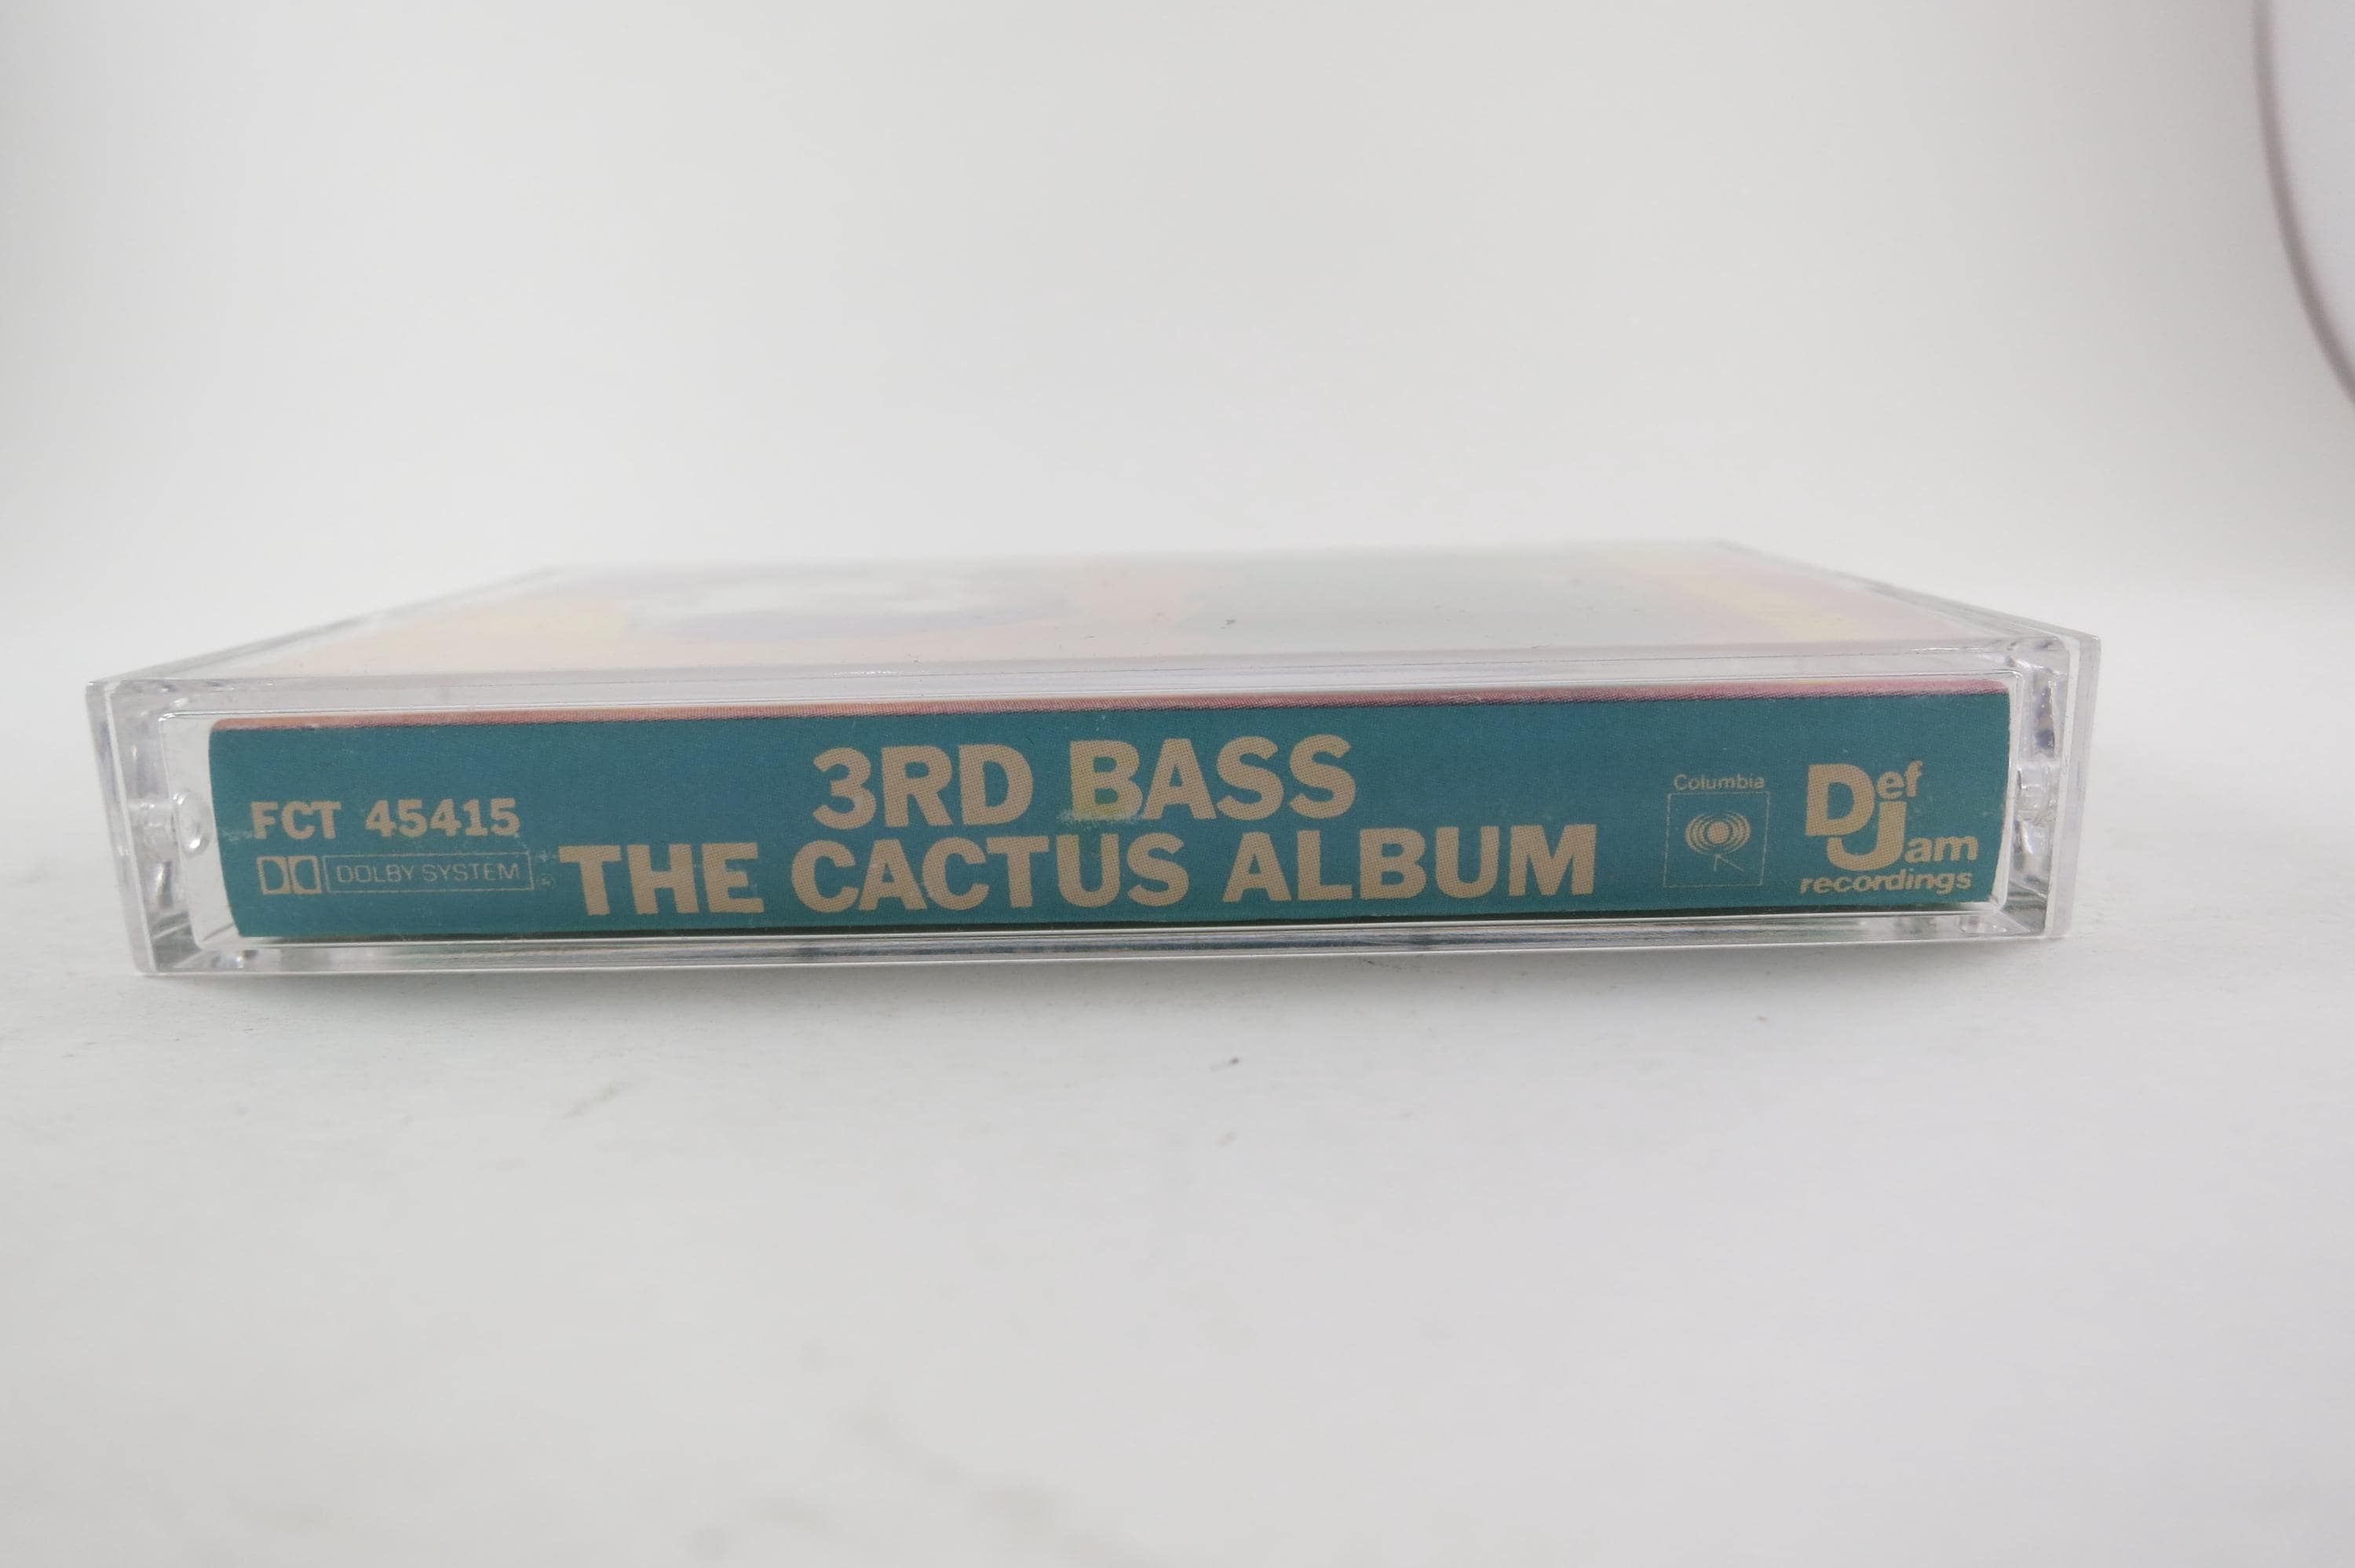 FCT 45415
DOLBY SYSTEM ®
3RD BASS
THE CACTUS ALBUM
Columbia
Def
Jam
recordings